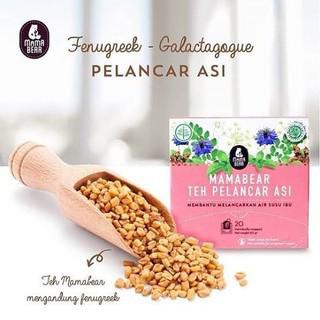 MAMA
BEAR
Fenugreek - Galactagogue
PELANCAR ASI
MAMA
BEAR
MAMABEAR
TEH PELANCAR ASI
MEMBANTU MELANCARKAN AIR SUSU IBU
20
Teh Mamabear
mengandung fenugreek